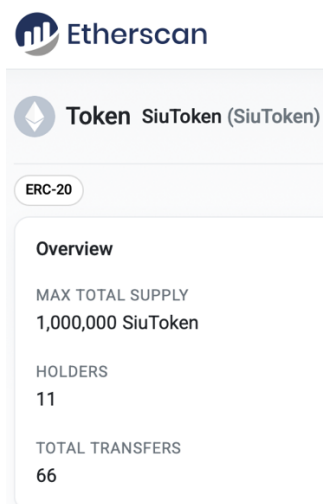 Etherscan
Token SiuToken (SiuToken)
ERC-20
Overview
MAX TOTAL SUPPLY
1,000,000 SiuToken
HOLDERS
11
TOTAL TRANSFERS
66